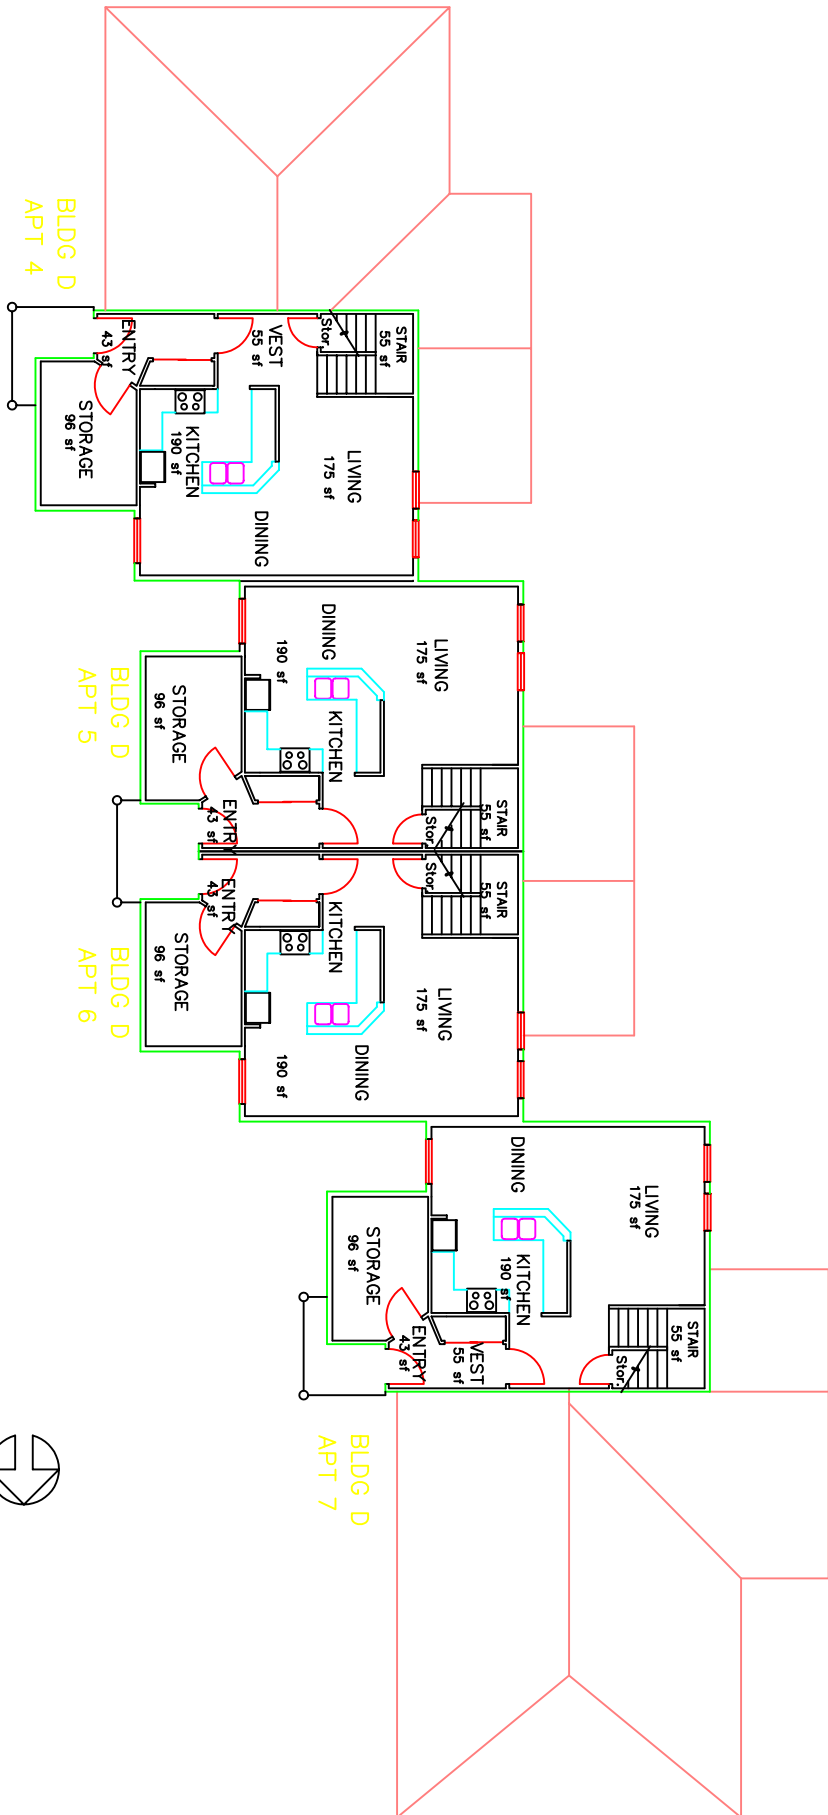 BLDG D
APT 4
STAIR
55 sf
Stor.
VEST
55 sf
ENTRY
43 sf
STORAGE
96 sf
KITCHEN
190 sf
LIVING
175 sf
DINING
BLDG D
APT 5
DINING
190 sf
LIVING
175 sf
KITCHEN
STORAGE
96 sf
STAIR
55 sf
Stor.
ENTRY
43 sf
BLDG D
APT 6
STAIR
55 sf
Stor.
ENTRY
43 sf
KITCHEN
STORAGE
96 sf
LIVING
175 sf
DINING
190 sf
BLDG D
APT 7
DINING
LIVING
175 sf
KITCHEN
190 sf
STORAGE
96 sf
ENTRY
43 sf
VEST
55 sf
STAIR
55 sf
Stor.